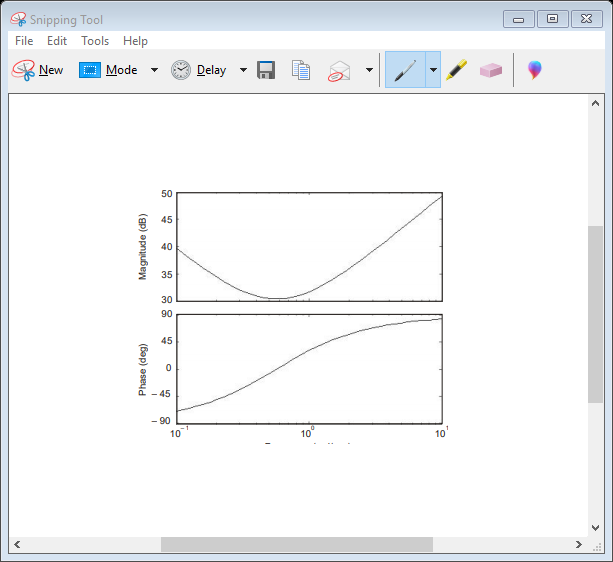 Snipping Tool
File Edit Tools Help
New Mode Delay
50
45
40
35
30
Magnitude (dB)
90
45
0
−45
−90
Phase (deg)
10⁻¹ 10⁰ 10¹